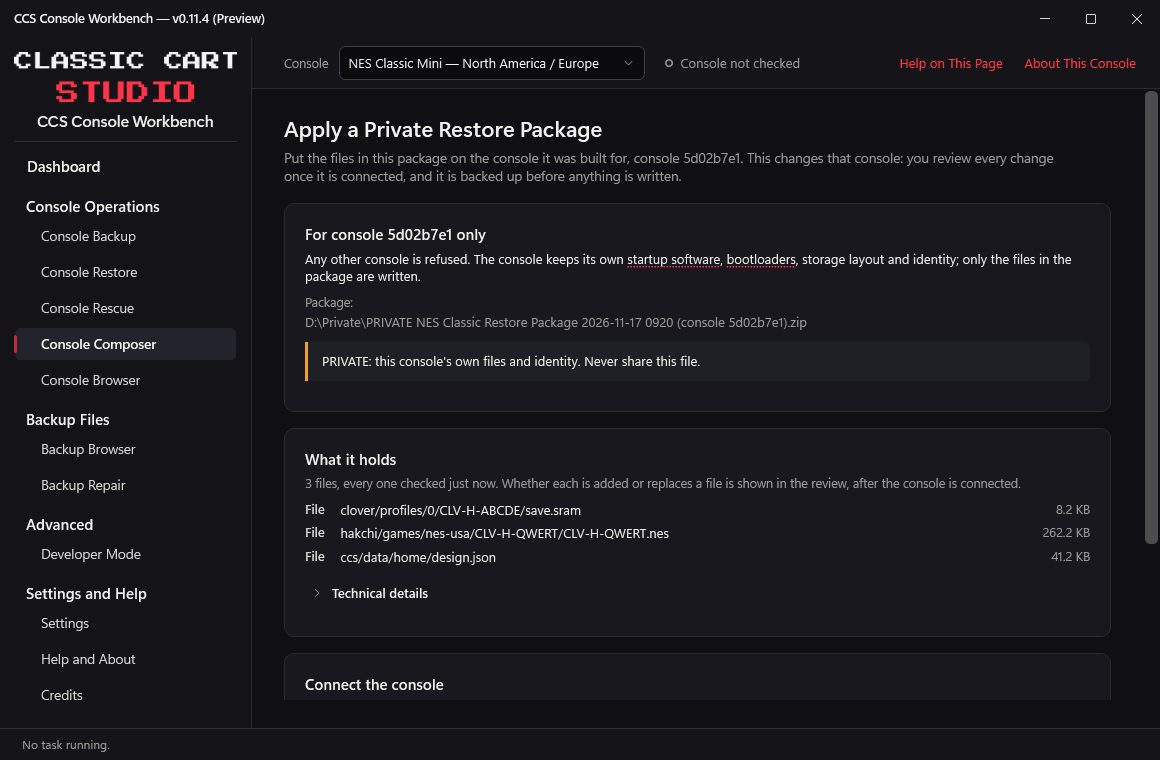 CCS Console Workbench — v0.11.4 (Preview)
CLASSIC CART
STUDIO
CCS Console Workbench
Dashboard
Console Operations
Console Backup
Console Restore
Console Rescue
Console Composer
Console Browser
Backup Files
Backup Browser
Backup Repair
Advanced
Developer Mode
Settings and Help
Settings
Help and About
Credits
Console
NES Classic Mini — North America / Europe
Console not checked
Help on This Page
About This Console
Apply a Private Restore Package
Put the files in this package on the console it was built for, console 5d02b7e1. This changes that console: you review every change
once it is connected, and it is backed up before anything is written.
For console 5d02b7e1 only
Any other console is refused. The console keeps its own startup software, bootloaders, storage layout and identity; only the files in the
package are written.
Package:
D:\Private\PRIVATE NES Classic Restore Package 2026-11-17 0920 (console 5d02b7e1).zip
PRIVATE: this console's own files and identity. Never share this file.
What it holds
3 files, every one checked just now. Whether each is added or replaces a file is shown in the review, after the console is connected.
File clover/profiles/0/CLV-H-ABCDE/save.sram 8.2 KB
File hakchi/games/nes-usa/CLV-H-QWERT/CLV-H-QWERT.nes 262.2 KB
File ccs/data/home/design.json 41.2 KB
Technical details
Connect the console
No task running.